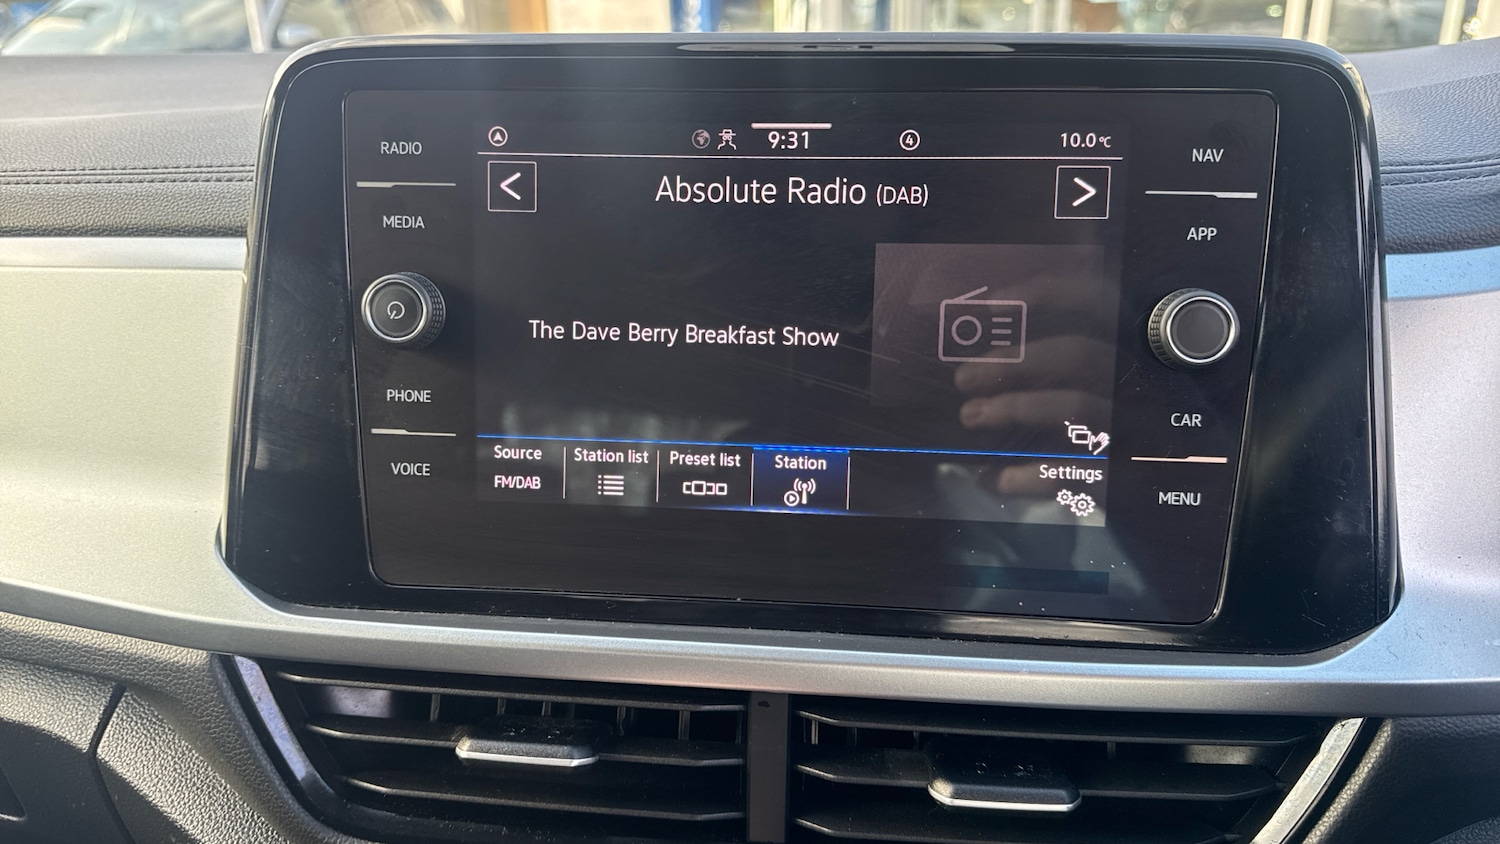 RADIO
MEDIA
PHONE
VOICE
9:31
4
10.0°C
Absolute Radio (DAB)
The Dave Berry Breakfast Show
Source
FM/DAB
Station list
Preset list
Station
Settings
NAV
APP
CAR
MENU